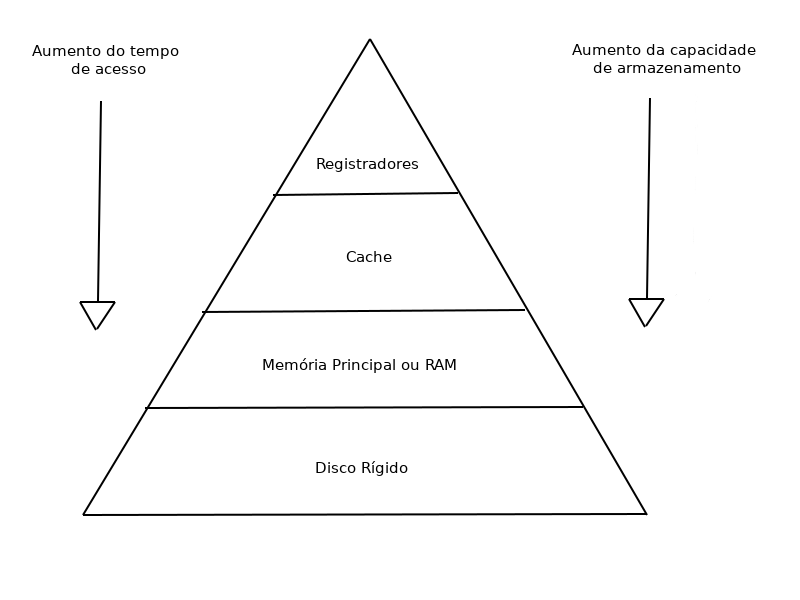 Aumento do tempo
de acesso
Aumento da capacidade
de armazenamento
Registradores
Cache
Memória Principal ou RAM
Disco Rígido